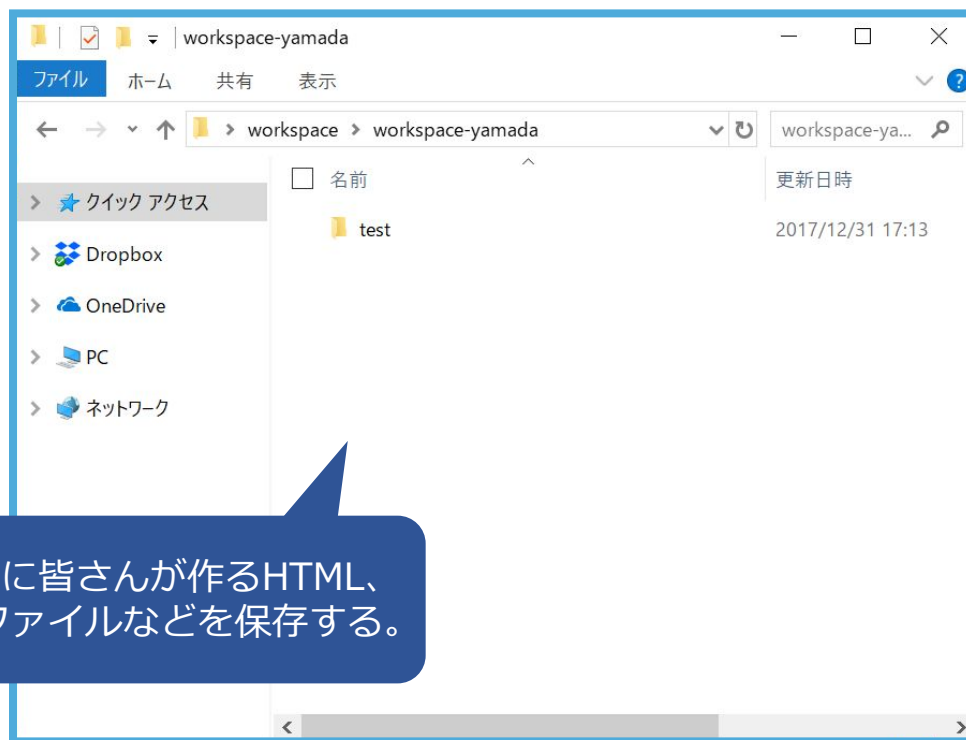 workspace-yamada
ファイル ホーム 共有 表示
workspace workspace-yamada workspace-ya...
名前 更新日時
クイック アクセス
test 2017/12/31 17:13
Dropbox
OneDrive
PC
ネットワーク
に皆さんが作るHTML、
ファイルなどを保存する。